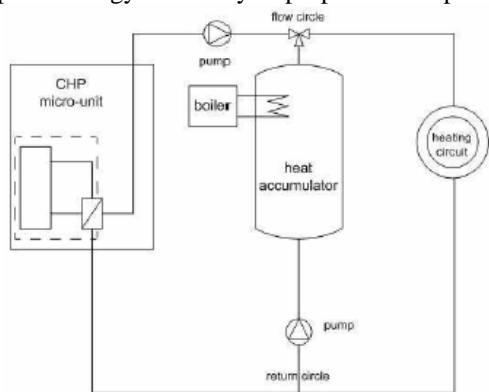 flow circle
pump
CHP
micro-unit
boiler
heating
circuit
heat
accumulator
pump
return circle